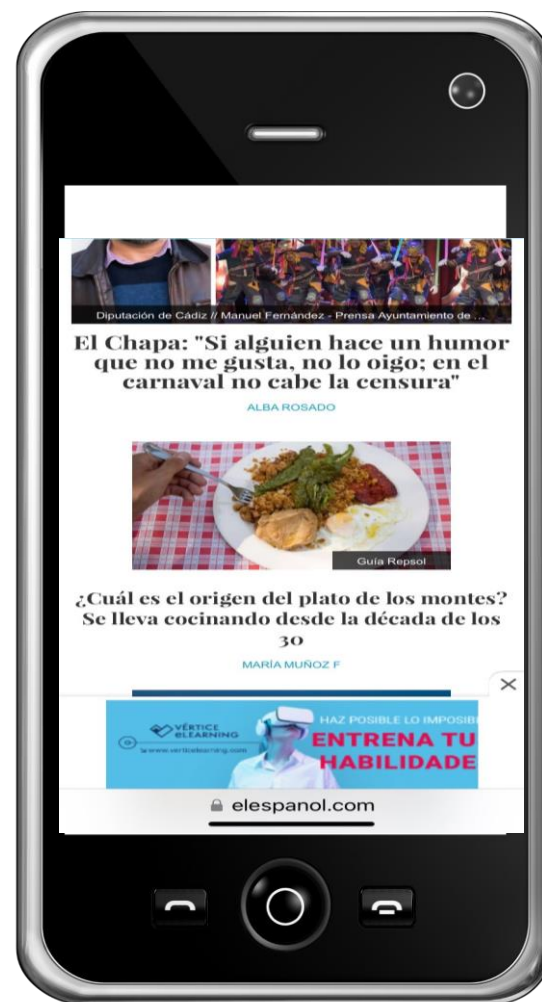 Diputación de Cádiz // Manuel Fernández - Prensa Ayuntamiento de ...
El Chapa: "Si alguien hace un humor
que no me gusta, no lo oigo; en el
carnaval no cabe la censura"
ALBA ROSADO
Guía Repsol
¿Cuál es el origen del plato de los montes?
Se lleva cocinando desde la década de los
30
MARÍA MUÑOZ F
VÉRTICE
eLEARNING
www.verticelearning.com
HAZ POSIBLE LO IMPOSIB
ENTRENA TU
HABILIDADE
elespanol.com